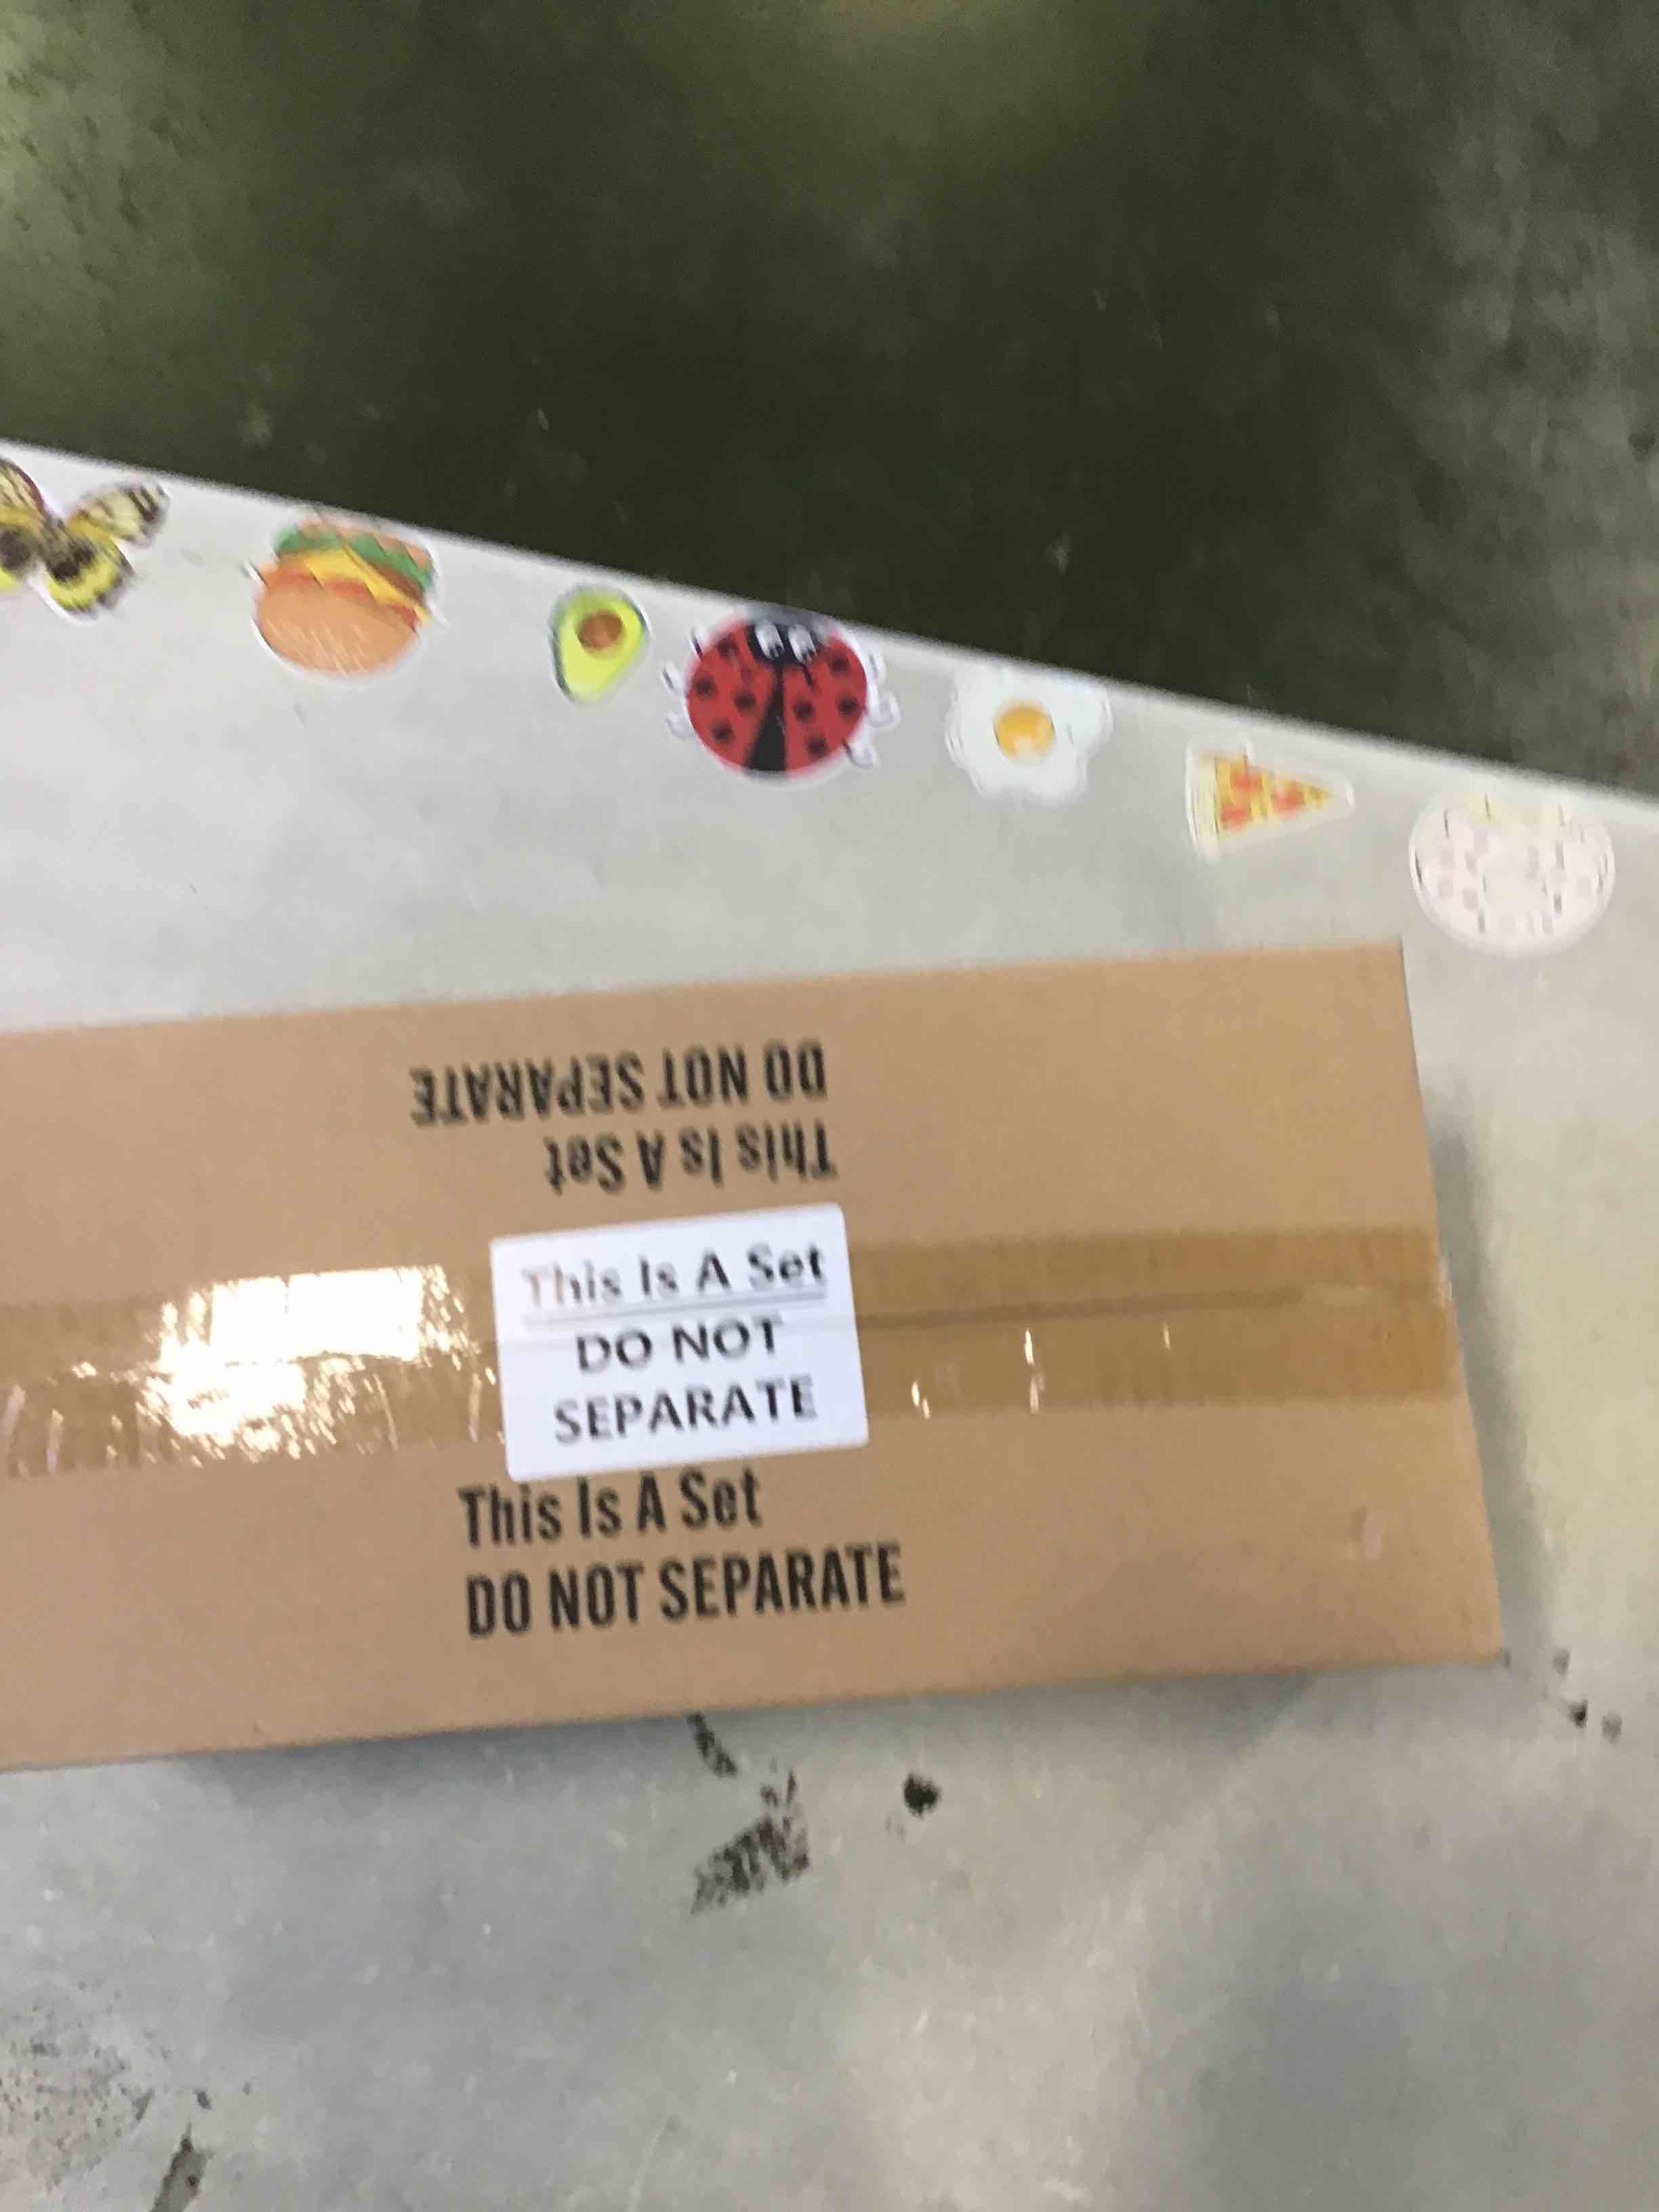 DO NOT SEPARATE
This Is A Set
This Is A Set
DO NOT
SEPARATE
This Is A Set
DO NOT SEPARATE